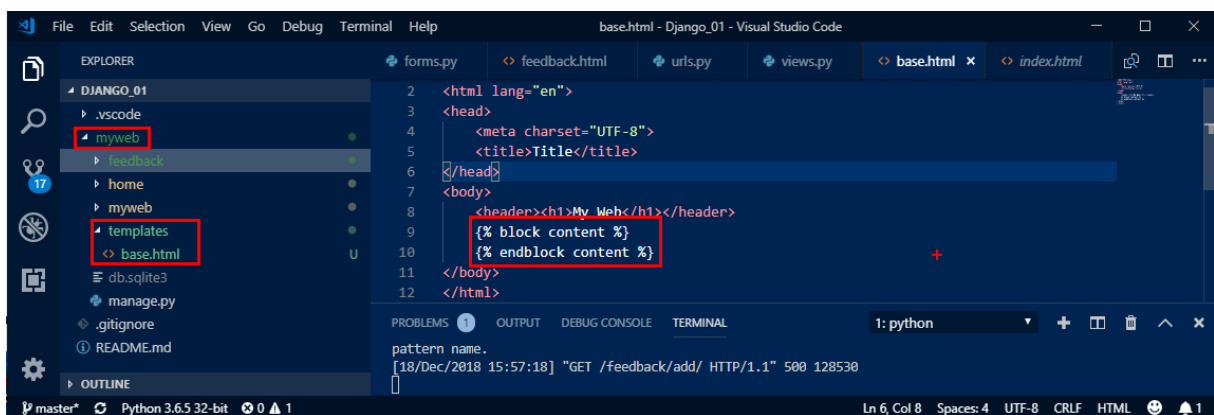 File Edit Selection View Go Debug Terminal Help base.html - Django_01 - Visual Studio Code
EXPLORER
DJANGO_01
.vscode
myweb
feedback
home
myweb
templates
base.html U
db.sqlite3
manage.py
.gitignore
README.md
OUTLINE
17
forms.py feedback.html urls.py views.py base.html index.html
2 <html lang="en">
3 <head>
4 <meta charset="UTF-8">
5 <title>Title</title>
6 </head>
7 <body>
8 <header><h1>My Web</h1></header>
9 {% block content %}
10 {% endblock content %}
11 </body>
12 </html>
PROBLEMS 1 OUTPUT DEBUG CONSOLE TERMINAL 1: python
pattern name.
[18/Dec/2018 15:57:18] "GET /feedback/add/ HTTP/1.1" 500 128530
master* Python 3.6.5 32-bit 0 1 Ln 6, Col 8 Spaces: 4 UTF-8 CRLF HTML 1